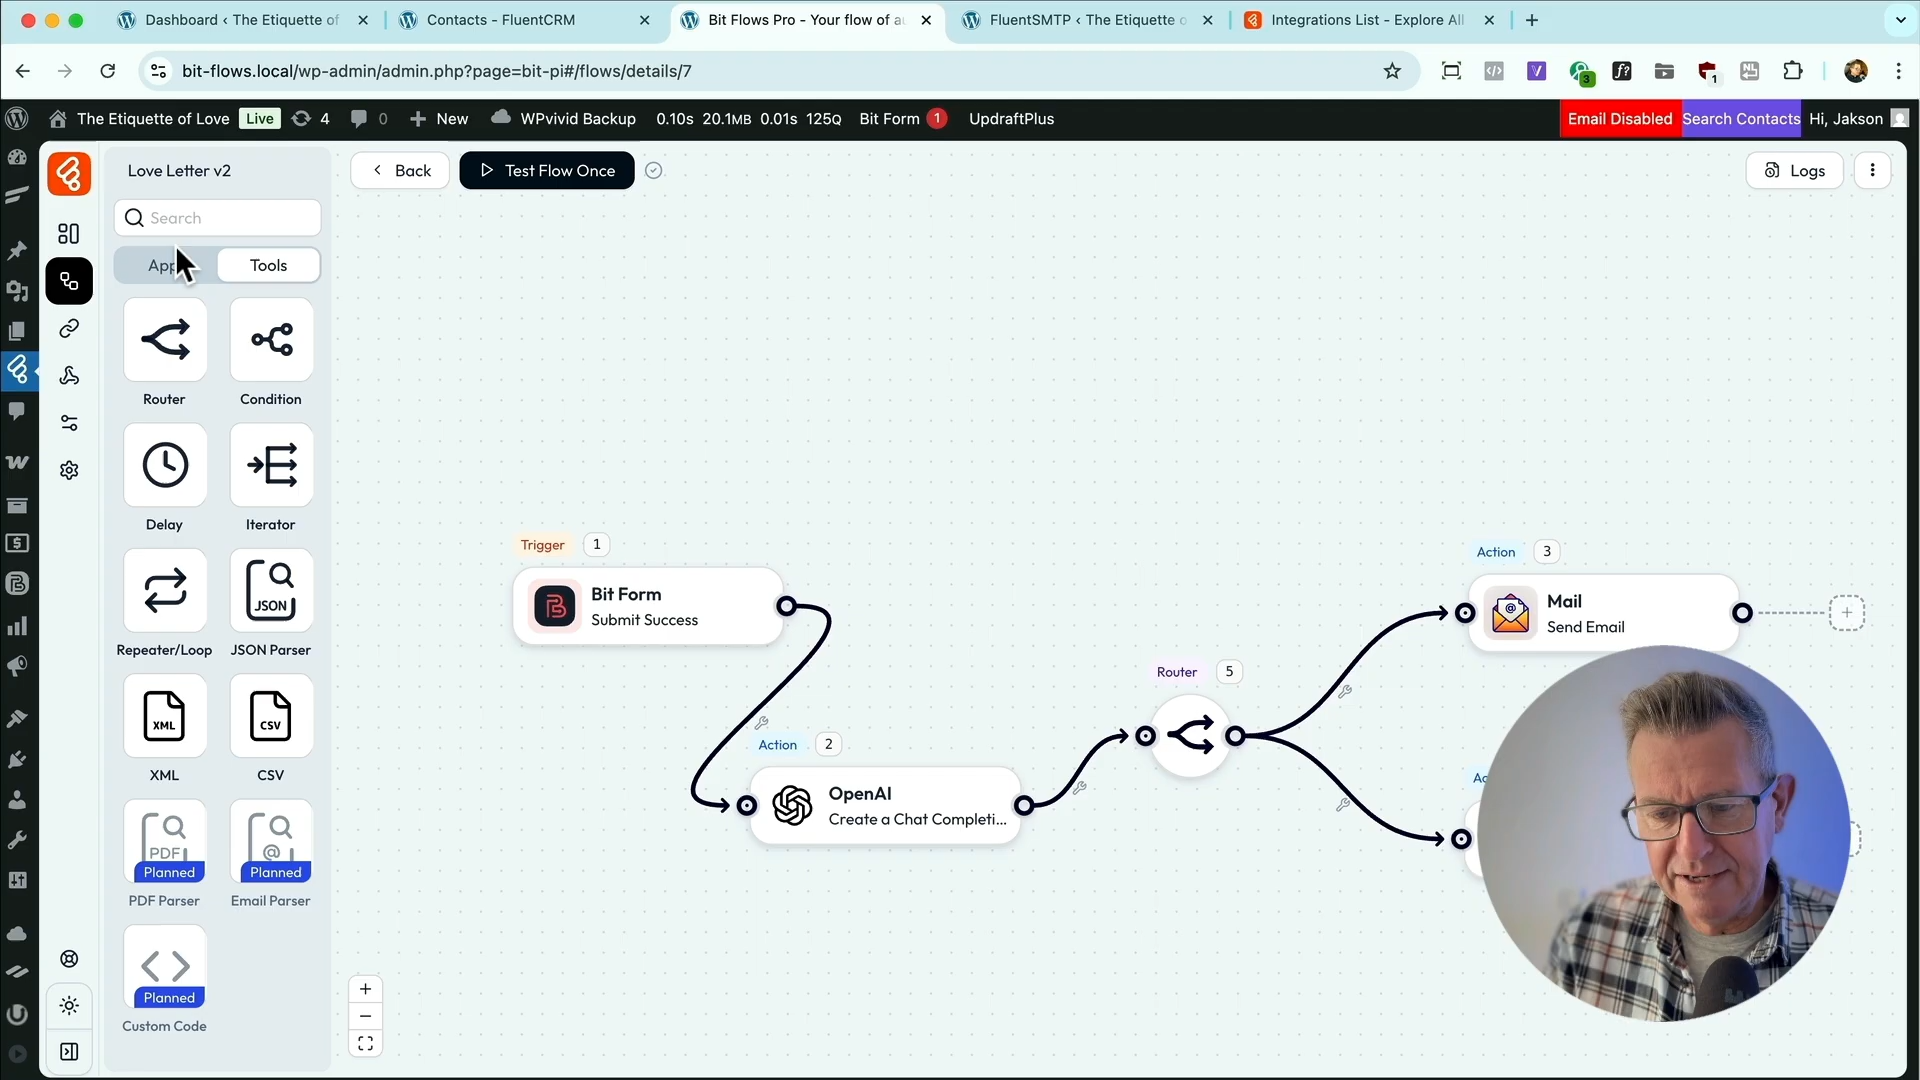 Dashboard ‹ The Etiquette of
Contacts - FluentCRM
Bit Flows Pro - Your flow of au
FluentSMTP ‹ The Etiquette o
Integrations List - Explore All
bit-flows.local/wp-admin/admin.php?page=bit-pi#/flows/details/7
3
1
The Etiquette of Love
Live
4
0
New
WPvivid Backup
0.10s 20.1MB 0.01s 125Q
Bit Form
1
UpdraftPlus
Email Disabled
Search Contacts
Hi, Jakson
Love Letter v2
Back
Test Flow Once
Logs
Search
App
Tools
Router
Condition
Delay
Iterator
JSON
Repeater/Loop
JSON Parser
XML
CSV
XML
CSV
PDF
@
Planned
Planned
PDF Parser
Email Parser
Planned
Custom Code
Trigger
1
Bit Form
Submit Success
Action
2
OpenAI
Create a Chat Completi...
Router
5
Action
3
Mail
Send Email
Ac